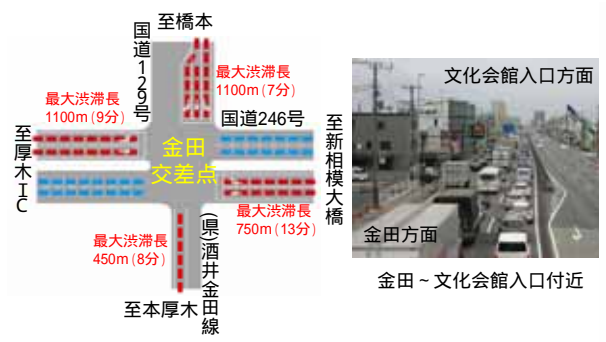 至橋本
国道129号
最大渋滞長
1100m(7分)
最大渋滞長
1100m(9分)
国道246号
至厚木IC
金田
交差点
至新相模大橋
最大渋滞長
750m(13分)
最大渋滞長
450m(8分)
(県)酒井金田線
至本厚木
文化会館入口方面
金田方面
金田~文化会館入口付近